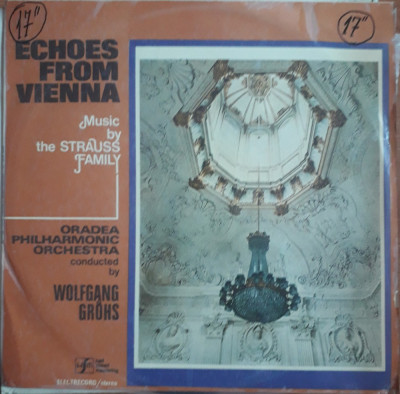 17"
17"
ECHOES
FROM
VIENNA
Music
by
the STRAUSS
FAMILY
ORADEA
PHILHARMONIC
ORCHESTRA
conducted
by
WOLFGANG
GRÖHS
ELECTRECORD / stereo